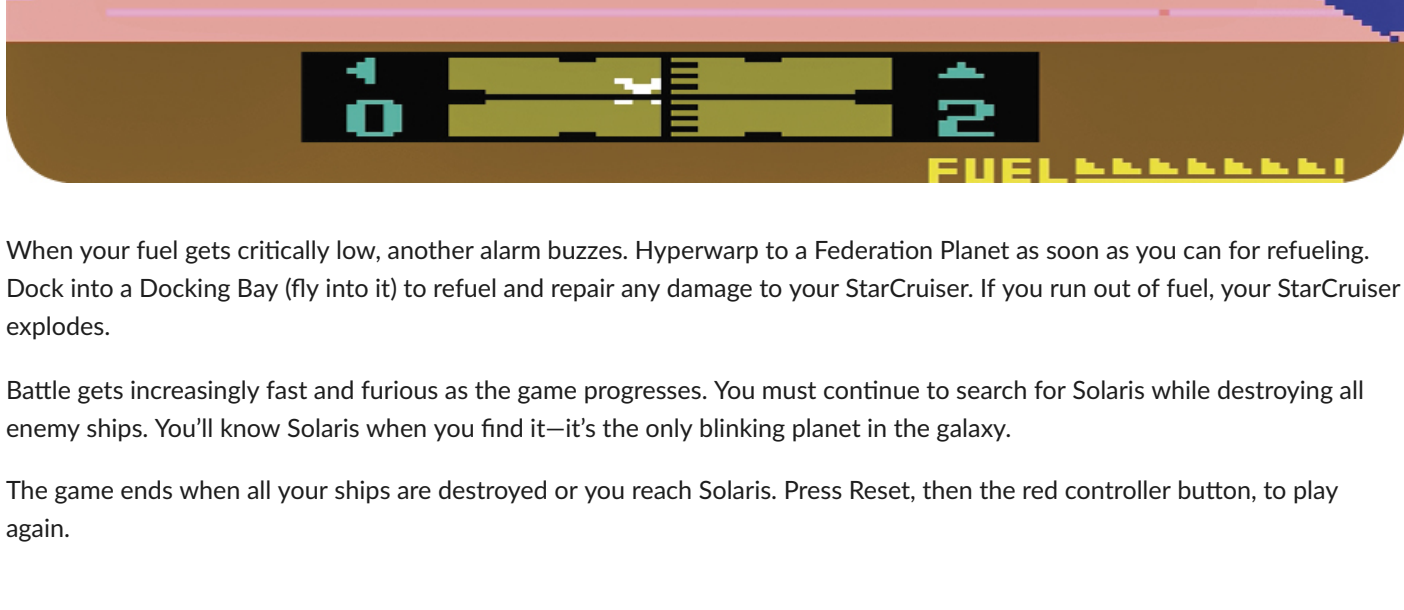 0 2
FUEL
When your fuel gets critically low, another alarm buzzes. Hyperwarp to a Federation Planet as soon as you can for refueling.
Dock into a Docking Bay (fly into it) to refuel and repair any damage to your StarCruiser. If you run out of fuel, your StarCruiser
explodes.
Battle gets increasingly fast and furious as the game progresses. You must continue to search for Solaris while destroying all
enemy ships. You’ll know Solaris when you find it—it’s the only blinking planet in the galaxy.
The game ends when all your ships are destroyed or you reach Solaris. Press Reset, then the red controller button, to play
again.